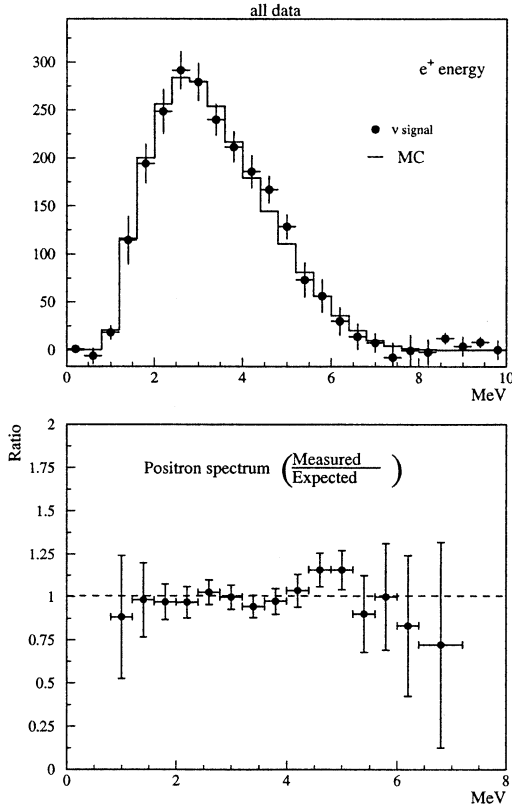 all data
300
250
200
150
100
50
0
e+ energy
ν signal
MC
0 2 4 6 8 10
MeV
Ratio
2
1.75
1.5
1.25
1
0.75
0.5
0.25
0
Positron spectrum (Measured
Expected)
0 2 4 6 8
MeV